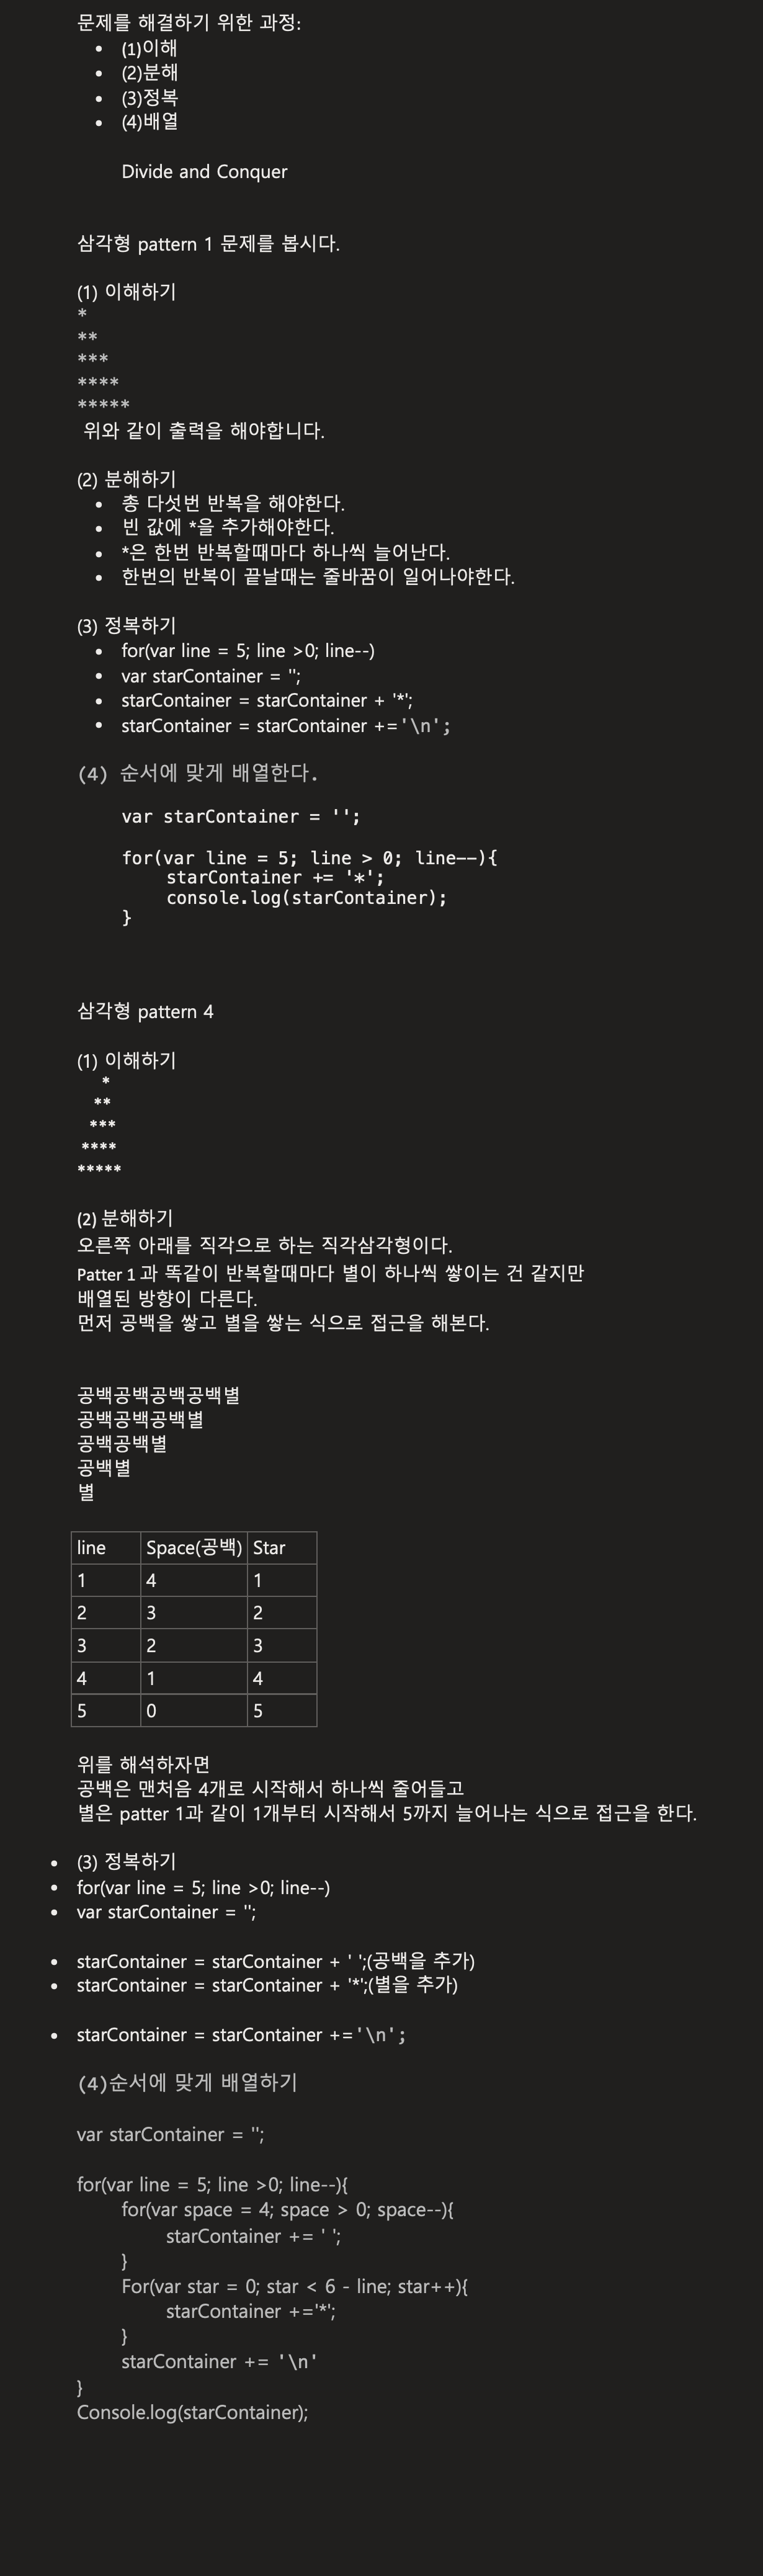 문제를 해결하기 위한 과정:
• (1)이해
• (2)분해
• (3)정복
• (4)배열
Divide and Conquer
삼각형 pattern 1 문제를 봅시다.
(1) 이해하기
*
**
***
****
*****
위와 같이 출력을 해야합니다.
(2) 분해하기
• 총 다섯번 반복을 해야한다.
• 빈 값에 *을 추가해야한다.
• *은 한번 반복할때마다 하나씩 늘어난다.
• 한번의 반복이 끝날때는 줄바꿈이 일어나야한다.
(3) 정복하기
• for(var line = 5; line >0; line--)
• var starContainer = '';
• starContainer = starContainer + '*';
• starContainer = starContainer +='\n';
(4) 순서에 맞게 배열한다.
var starContainer = '';
for(var line = 5; line > 0; line--){
starContainer += '*';
console.log(starContainer);
}
삼각형 pattern 4
(1) 이해하기
*
**
***
****
*****
(2) 분해하기
오른쪽 아래를 직각으로 하는 직각삼각형이다.
Patter 1 과 똑같이 반복할때마다 별이 하나씩 쌓이는 건 같지만
배열된 방향이 다른다.
먼저 공백을 쌓고 별을 쌓는 식으로 접근을 해본다.
공백공백공백공백별
공백공백공백별
공백공백별
공백별
별
line Space(공백) Star
1 4 1
2 3 2
3 2 3
4 1 4
5 0 5
위를 해석하자면
공백은 맨처음 4개로 시작해서 하나씩 줄어들고
별은 patter 1과 같이 1개부터 시작해서 5까지 늘어나는 식으로 접근을 한다.
• (3) 정복하기
• for(var line = 5; line >0; line--)
• var starContainer = '';
• starContainer = starContainer + ' ';(공백을 추가)
• starContainer = starContainer + '*';(별을 추가)
• starContainer = starContainer +='\n';
(4)순서에 맞게 배열하기
var starContainer = '';
for(var line = 5; line >0; line--){
for(var space = 4; space > 0; space--){
starContainer += ' ';
}
For(var star = 0; star < 6 - line; star++){
starContainer +='*';
}
starContainer += '\n'
}
Console.log(starContainer);